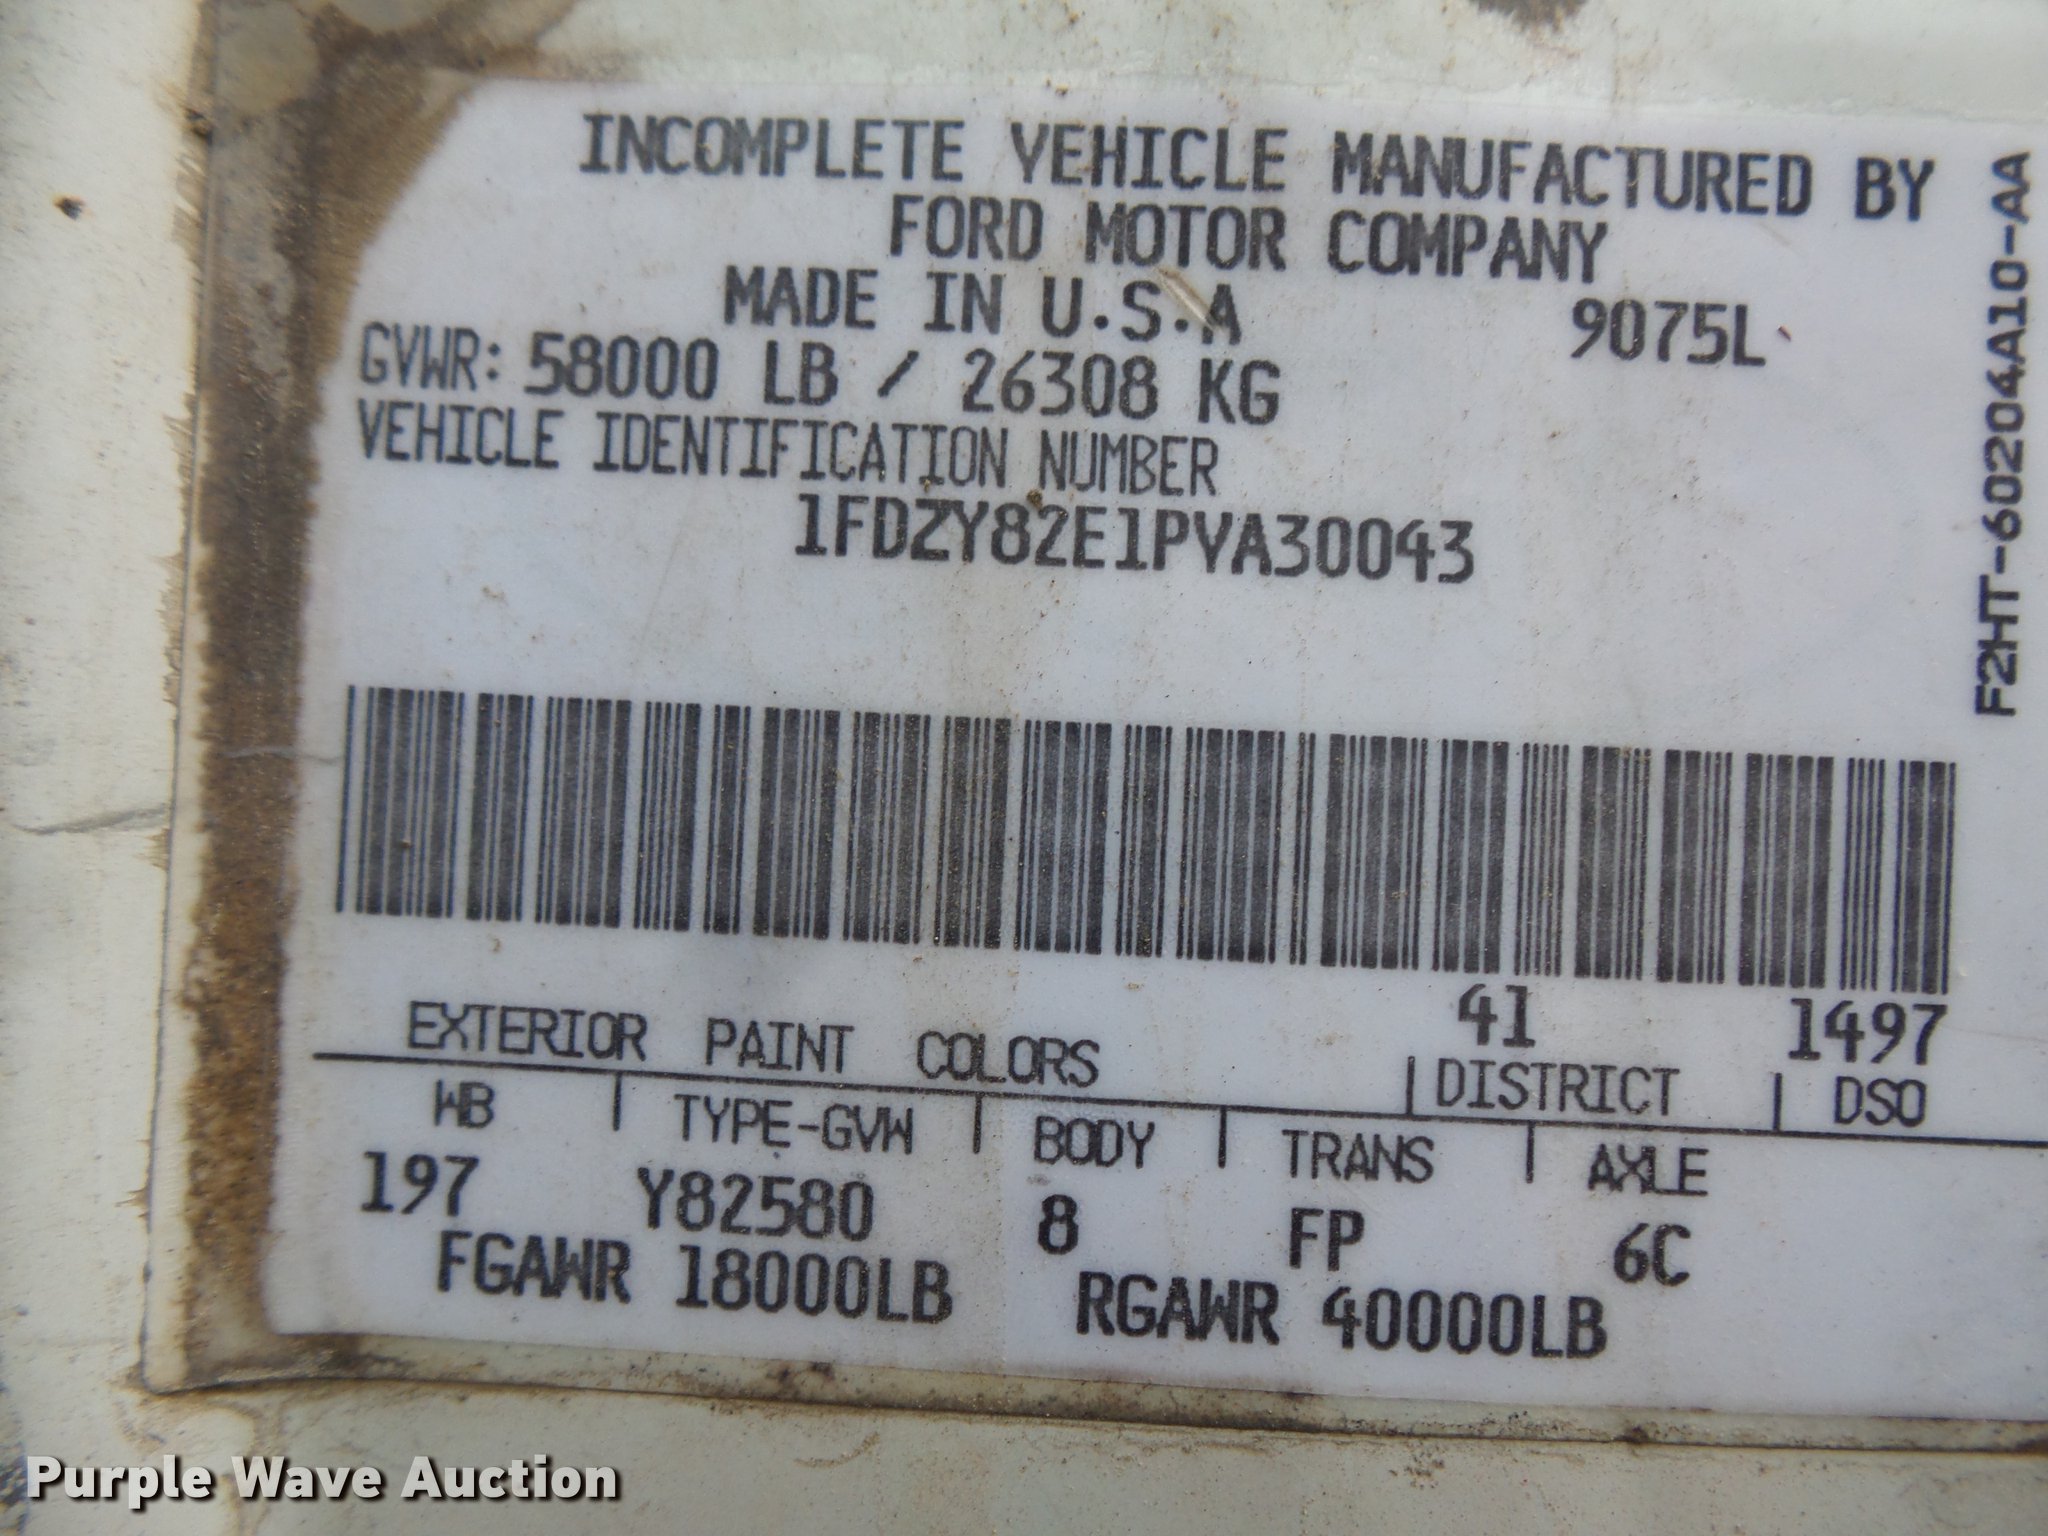 INCOMPLETE VEHICLE MANUFACTURED BY
FORD MOTOR COMPANY
MADE IN U.S.A 9075L
GVWR: 58000 LB / 26308 KG
VEHICLE IDENTIFICATION NUMBER
1FDZY82E1PVA30043
F2HT-60204A10-AA
41 1497
EXTERIOR PAINT COLORS DISTRICT DSO
WB TYPE-GVW BODY TRANS AXLE
197 Y82580 8 FP 6C
FGAWR 18000LB RGAWR 40000LB
Purple Wave Auction